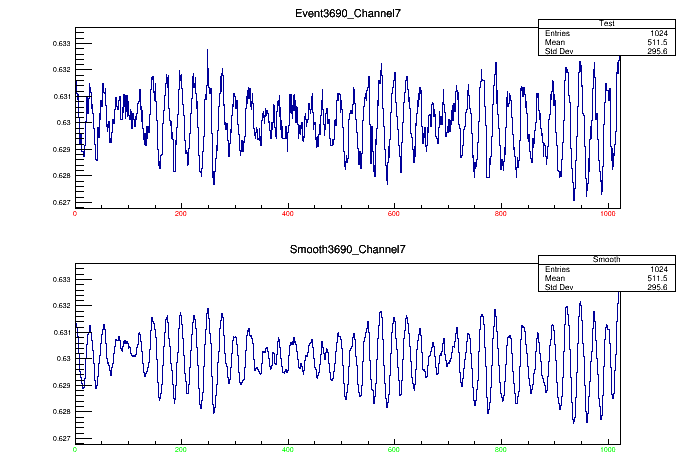 Event3690_Channel7
Test
Entries 1024
Mean 511.5
Std Dev 295.6
0.633
0.632
0.631
0.63
0.629
0.628
0.627
0 200 400 600 800 1000
Smooth3690_Channel7
Smooth
Entries 1024
Mean 511.5
Std Dev 295.6
0.633
0.632
0.631
0.63
0.629
0.628
0.627
0 200 400 600 800 1000